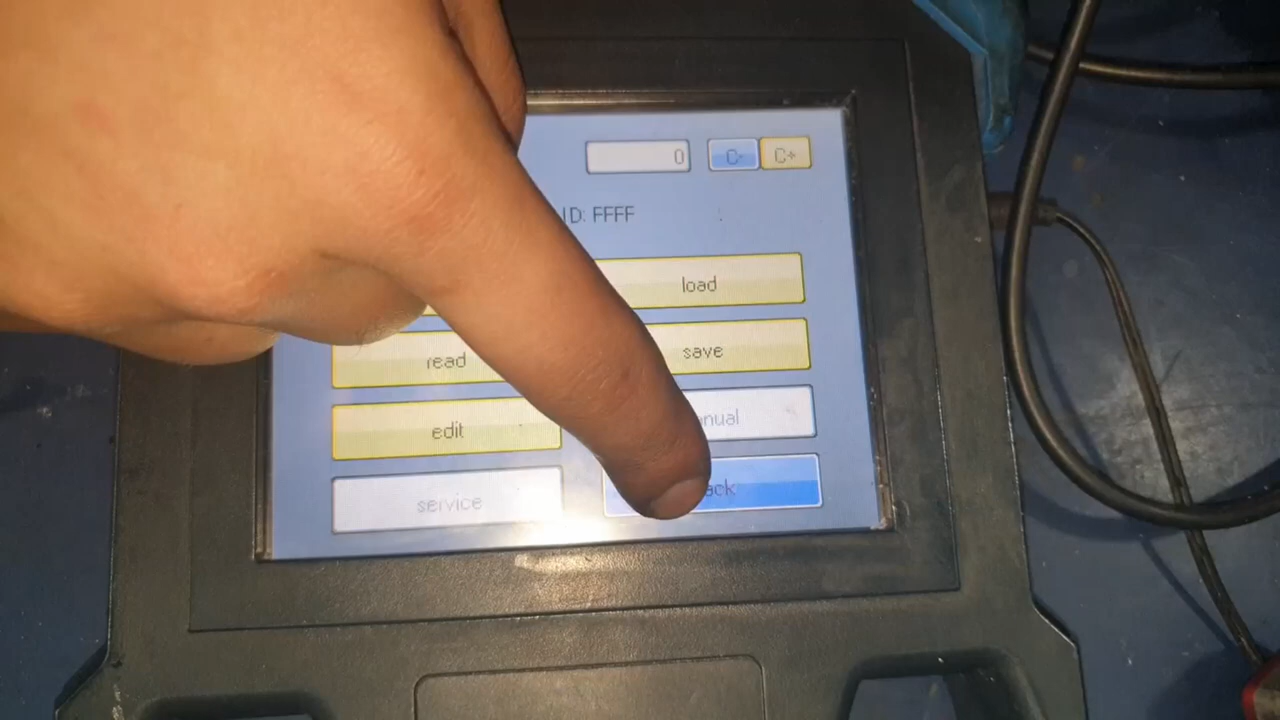 0 C- C+
ID: FFFF
load
read save
edit nual
service ack